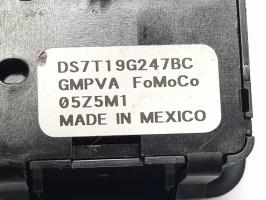 DS7T19G247BC
GMPVA FoMoCo
05Z5M1
MADE IN MEXICO